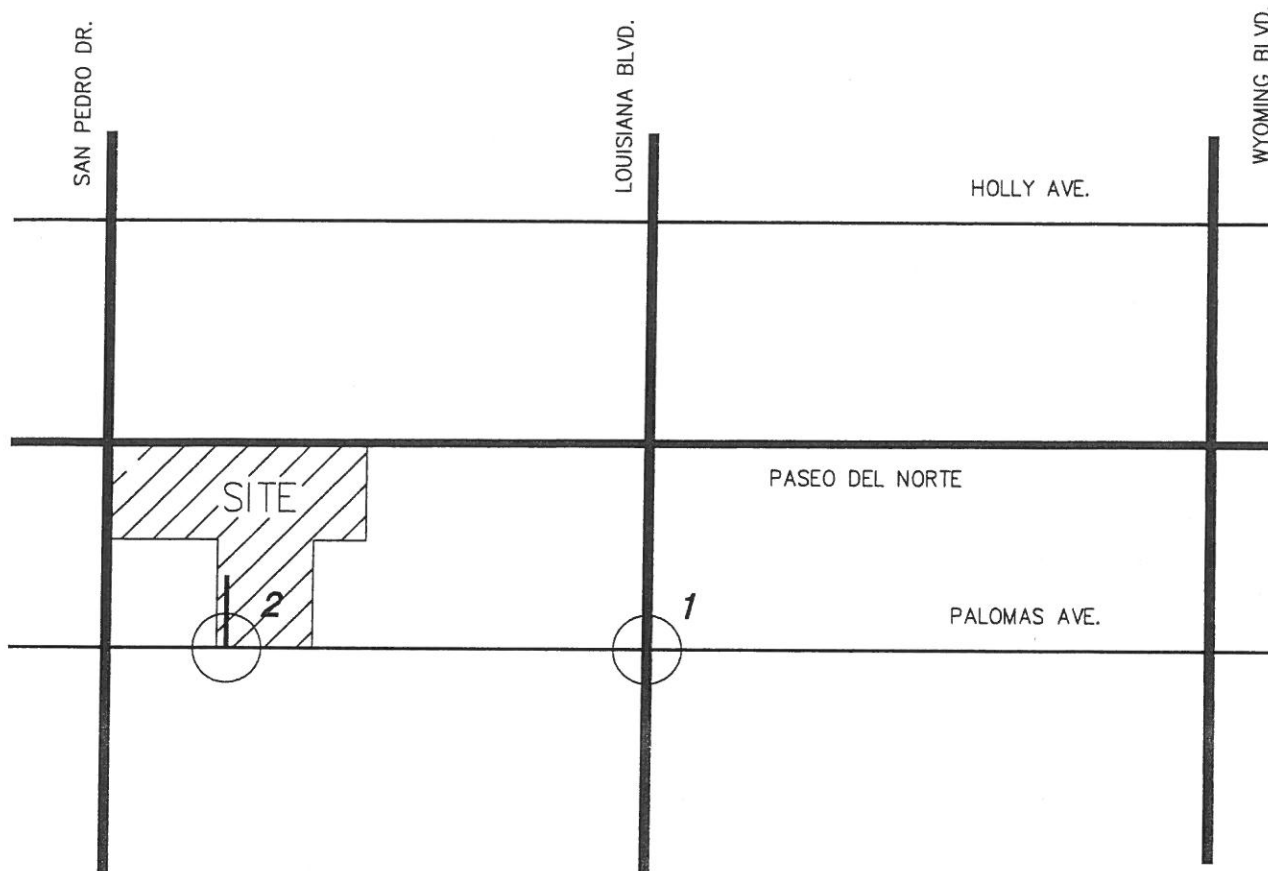 SAN PEDRO DR.
LOUISIANA BLVD.
WYOMING BLVD.
HOLLY AVE.
PASEO DEL NORTE
SITE
2
1
PALOMAS AVE.